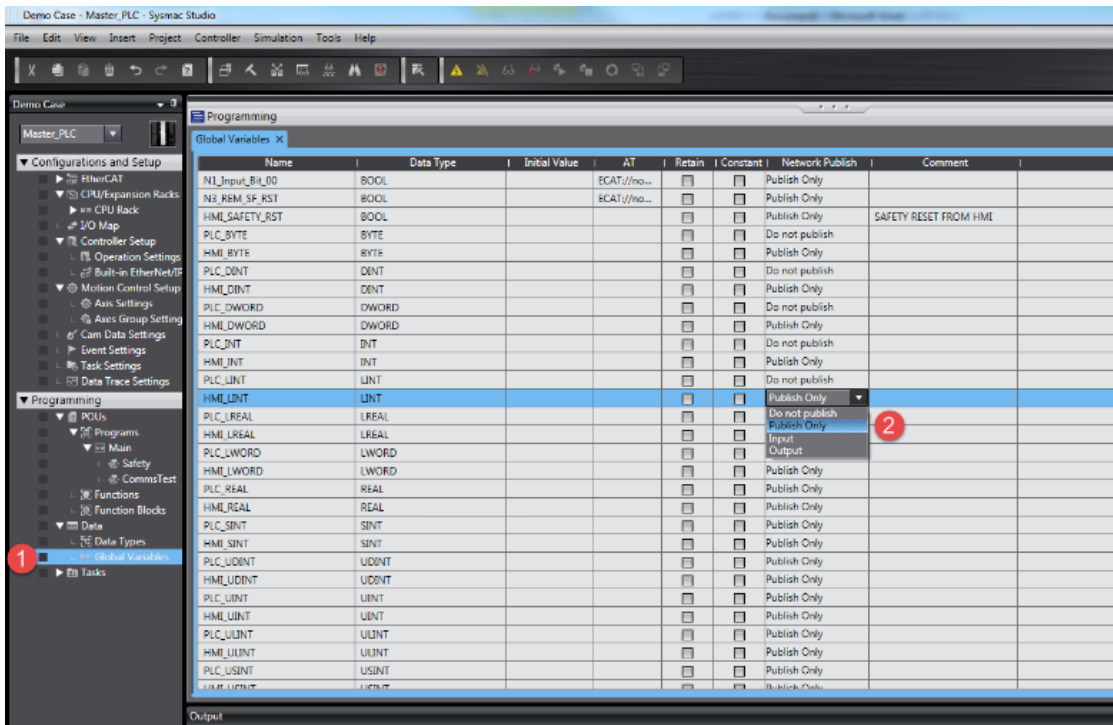 Demo Case - Master_PLC - Sysmac Studio
File Edit View Insert Project Controller Simulation Tools Help
Demo Case
Master_PLC
Configurations and Setup
EtherCAT
CPU/Expansion Racks
CPU Rack
I/O Map
Controller Setup
Operation Settings
Built-in EtherNet/IP
Motion Control Setup
Axis Settings
Axes Group Setting
Cam Data Settings
Event Settings
Task Settings
Data Trace Settings
Programming
POUs
Programs
Main
Safety
CommsTest
Functions
Function Blocks
Data
Data Types
1
Global Variables
Tasks
Programming
Global Variables X
Name Data Type Initial Value AT Retain Constant Network Publish Comment
N1_Input_Bit_00 BOOL ECAT://no... Publish Only
N3_REM_SF_RST BOOL ECAT://no... Publish Only
HMI_SAFETY_RST BOOL Publish Only SAFETY RESET FROM HMI
PLC_BYTE BYTE Do not publish
HMI_BYTE BYTE Publish Only
PLC_DINT DINT Do not publish
HMI_DINT DINT Publish Only
PLC_DWORD DWORD Do not publish
HMI_DWORD DWORD Publish Only
PLC_INT INT Do not publish
HMI_INT INT Publish Only
PLC_LINT LINT Do not publish
HMI_LINT LINT Publish Only
PLC_LREAL LREAL Do not publish
Publish Only 2
HMI_LREAL LREAL Input
PLC_LWORD LWORD Output
HMI_LWORD LWORD Publish Only
PLC_REAL REAL Publish Only
HMI_REAL REAL Publish Only
PLC_SINT SINT Publish Only
HMI_SINT SINT Publish Only
PLC_UDINT UDINT Publish Only
HMI_UDINT UDINT Publish Only
PLC_UINT UINT Publish Only
HMI_UINT UINT Publish Only
PLC_ULINT ULINT Publish Only
HMI_ULINT ULINT Publish Only
PLC_USINT USINT Publish Only
HMI_USINT USINT Publish Only
Output